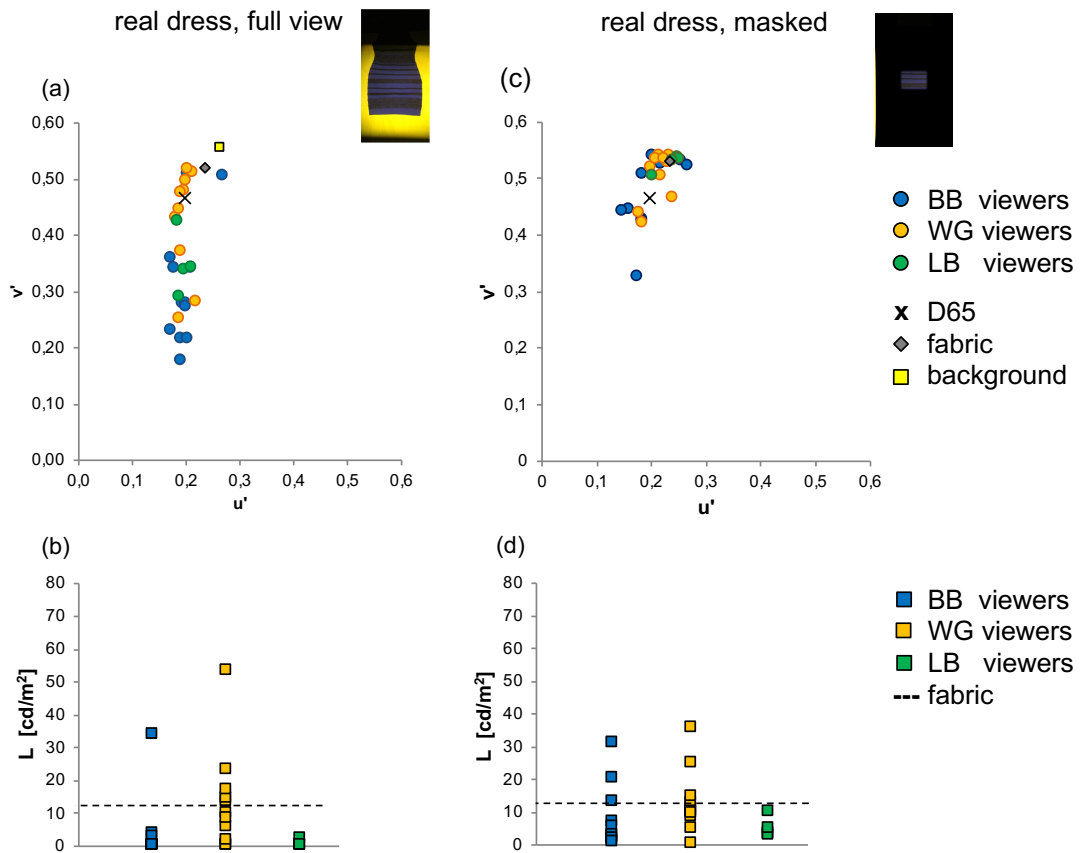 real dress, full view
real dress, masked
(a)
0,60
0,50
0,40
v'
0,30
0,20
0,10
0,00
0,0 0,1 0,2 0,3 0,4 0,5 0,6
u'
(c)
0,6
0,5
0,4
v'
0,3
0,2
0,1
0
0 0,1 0,2 0,3 0,4 0,5 0,6
u'
BB viewers
WG viewers
LB viewers
x D65
fabric
background
(b)
80
70
60
50
L [cd/m²]
40
30
20
10
0
(d)
80
70
60
50
L [cd/m²]
40
30
20
10
0
BB viewers
WG viewers
LB viewers
fabric